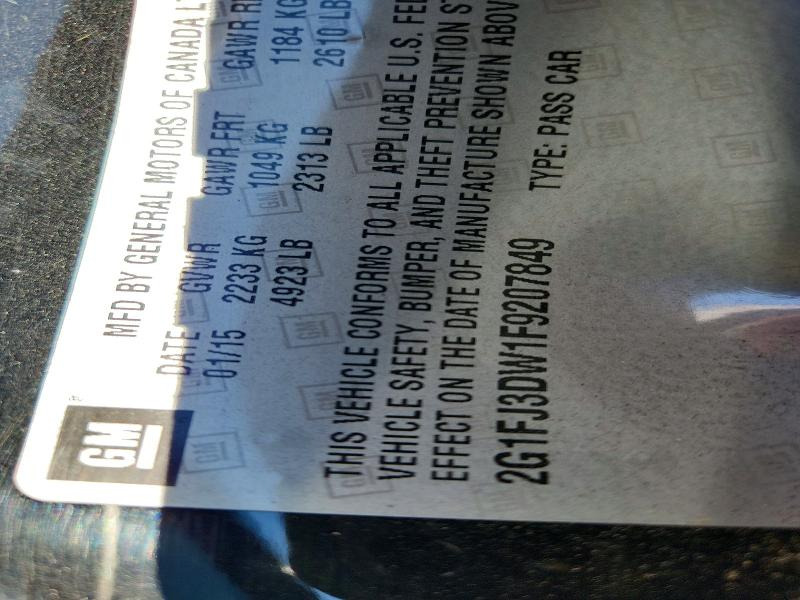 GM
MFD BY GENERAL MOTORS OF CANADA
DATE GVWR GAWR FRT GAWR
01/15 2233 KG 1049 KG 1184 KG
4923 LB 2313 LB 2610 LB
THIS VEHICLE CONFORMS TO ALL APPLICABLE U.S.
VEHICLE SAFETY, BUMPER, AND THEFT PREVENTION
EFFECT ON THE DATE OF MANUFACTURE SHOWN ABOV
2G1FJ3DW1F9207849 TYPE: PASS CAR